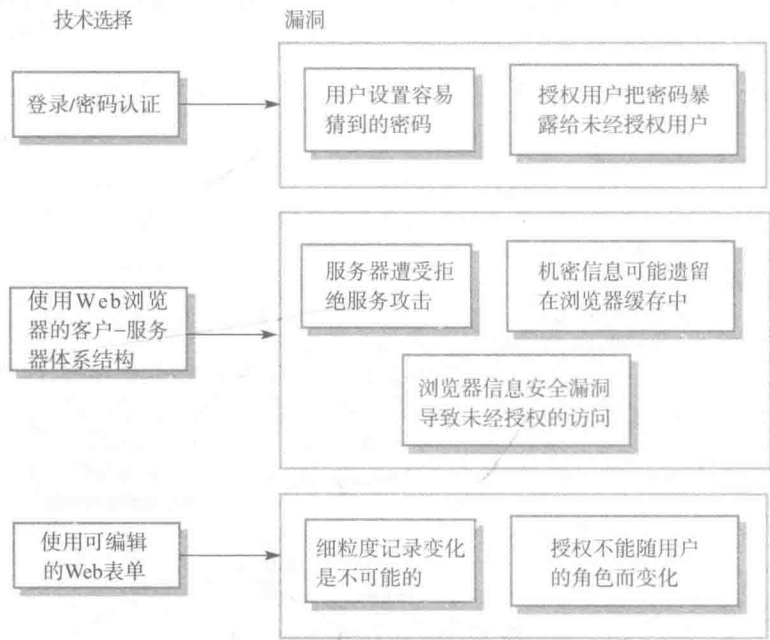 技术选择
漏洞
登录/密码认证
用户设置容易
猜到的密码
授权用户把密码暴
露给未经授权用户
使用Web浏览
器的客户-服务
器体系结构
服务器遭受拒
绝服务攻击
机密信息可能遗留
在浏览器缓存中
浏览器信息安全漏洞
导致未经授权的访问
使用可编辑
的Web表单
细粒度记录变化
是不可能的
授权不能随用户
的角色而变化